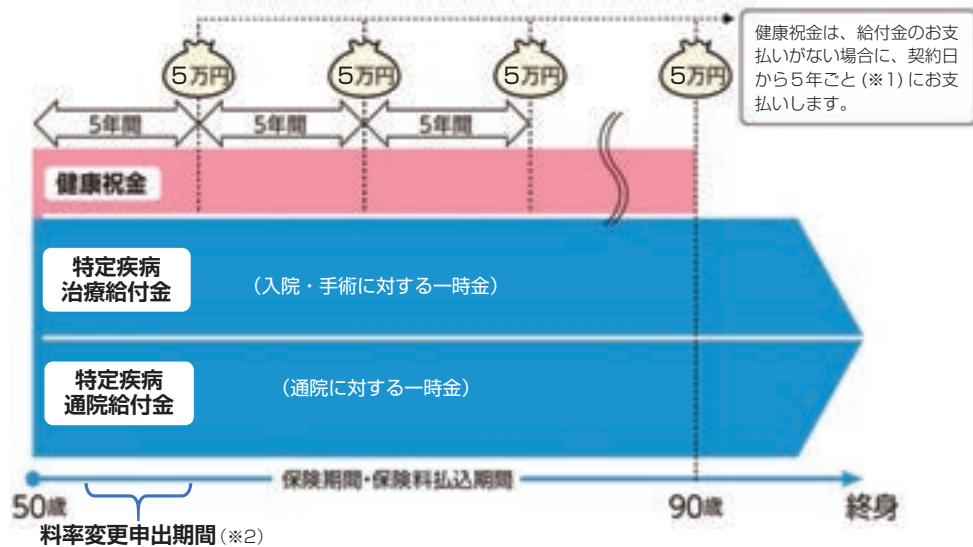 健康祝金は、給付金のお支
払いがない場合に、契約日
から5年ごと(※1)にお支
払いします。
5万円
5万円
5万円
5万円
5年間
5年間
5年間
健康祝金
特定疾病
治療給付金
（入院・手術に対する一時金）
特定疾病
通院給付金
（通院に対する一時金）
保険期間・保険料払込期間
50歳
90歳
終身
料率変更申出期間(※2)